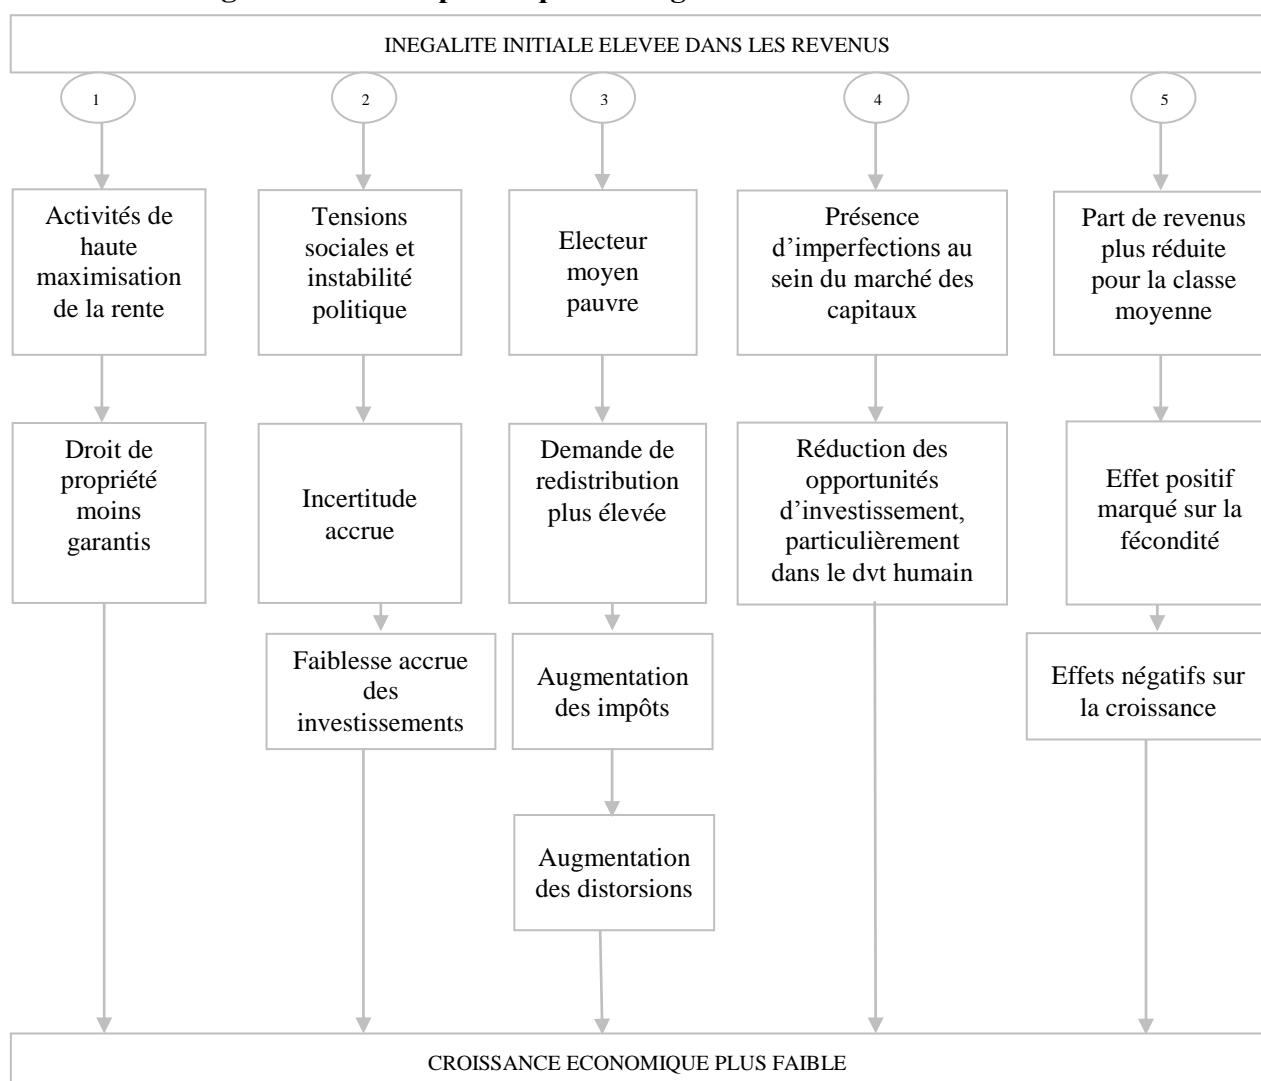 INEGALITE INITIALE ELEVEE DANS LES REVENUS
1
2
3
4
5
Activités de
haute
maximisation
de la rente
Tensions
sociales et
instabilité
politique
Electeur
moyen
pauvre
Présence
d’imperfections au
sein du marché des
capitaux
Part de revenus
plus réduite
pour la classe
moyenne
Droit de
propriété
moins
garantis
Incertitude
accrue
Demande de
redistribution
plus élevée
Réduction des
opportunités
d’investissement,
particulièrement
dans le dvt humain
Effet positif
marqué sur la
fécondité
Faiblesse accrue
des
investissements
Augmentation
des impôts
Effets négatifs sur
la croissance
Augmentation
des distorsions
CROISSANCE ECONOMIQUE PLUS FAIBLE